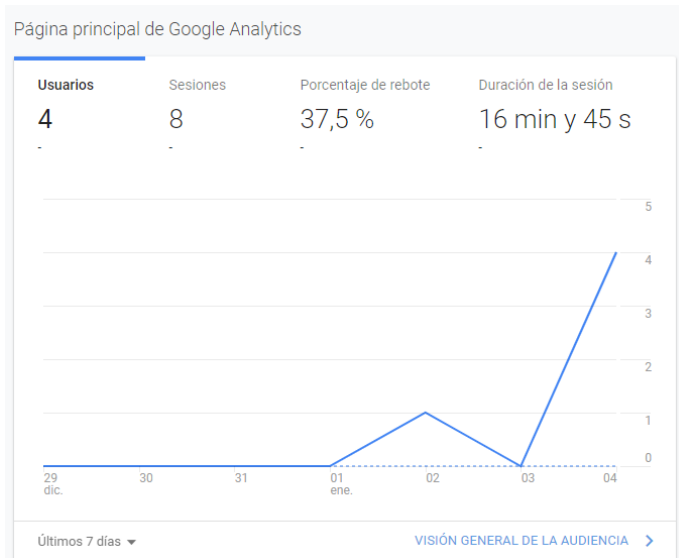 Página principal de Google Analytics
Usuarios Sesiones Porcentaje de rebote Duración de la sesión
4 8 37,5 % 16 min y 45 s
- - - -
5
4
3
2
1
0
29 30 31 01 02 03 04
dic. ene.
Últimos 7 días VISIÓN GENERAL DE LA AUDIENCIA